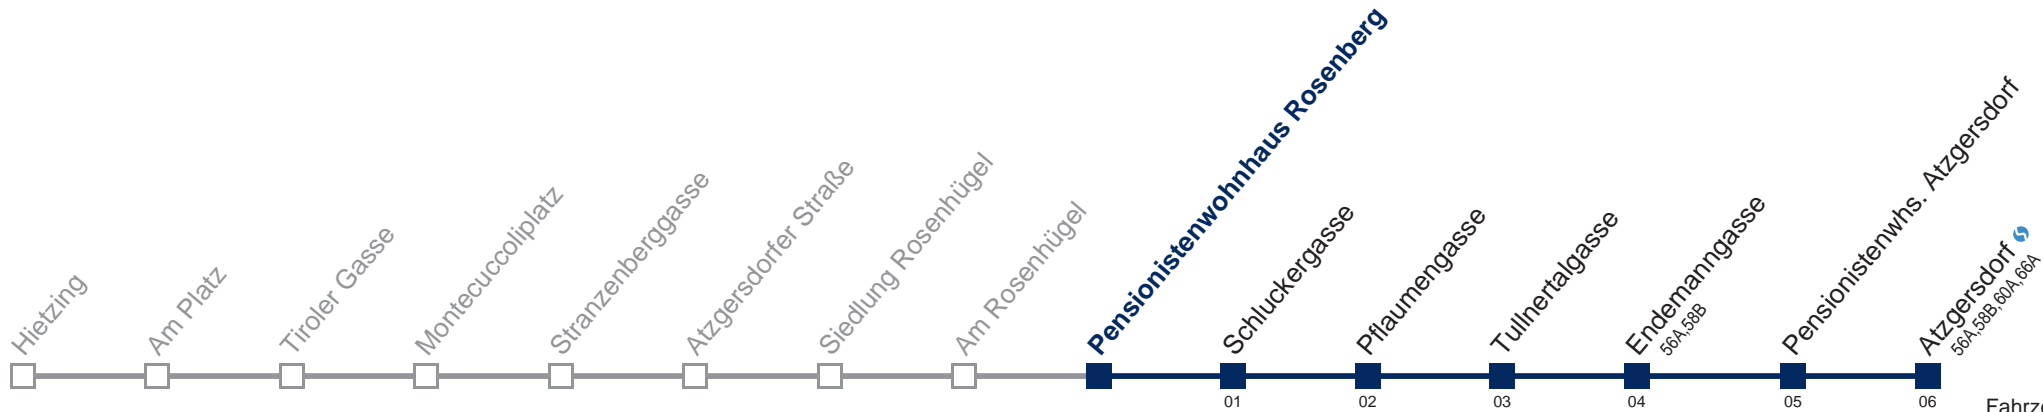 Hietzing
Am Platz
Tiroler Gasse
Montecuccoliplatz
Stranzenberggasse
Atzgersdorfer Straße
Siedlung Rosenhügel
Am Rosenhügel
Pensionistenwohnhaus Rosenberg
Schluckergasse
Pflaumengasse
Tullnertalgasse
Endemanngasse
56A,58B
Pensionistenwhs. Atzgersdorf
Atzgersdorf
56A,58B,60A,66A
01 02 03 04 05 06